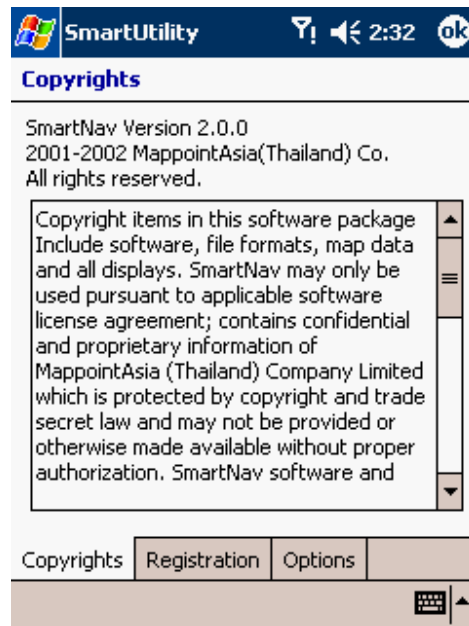 SmartUtility 2:32 ok
Copyrights
SmartNav Version 2.0.0
2001-2002 MappointAsia(Thailand) Co.
All rights reserved.
Copyright items in this software package
Include software, file formats, map data
and all displays. SmartNav may only be
used pursuant to applicable software
license agreement; contains confidential
and proprietary information of
MappointAsia (Thailand) Company Limited
which is protected by copyright and trade
secret law and may not be provided or
otherwise made available without proper
authorization. SmartNav software and
Copyrights Registration Options